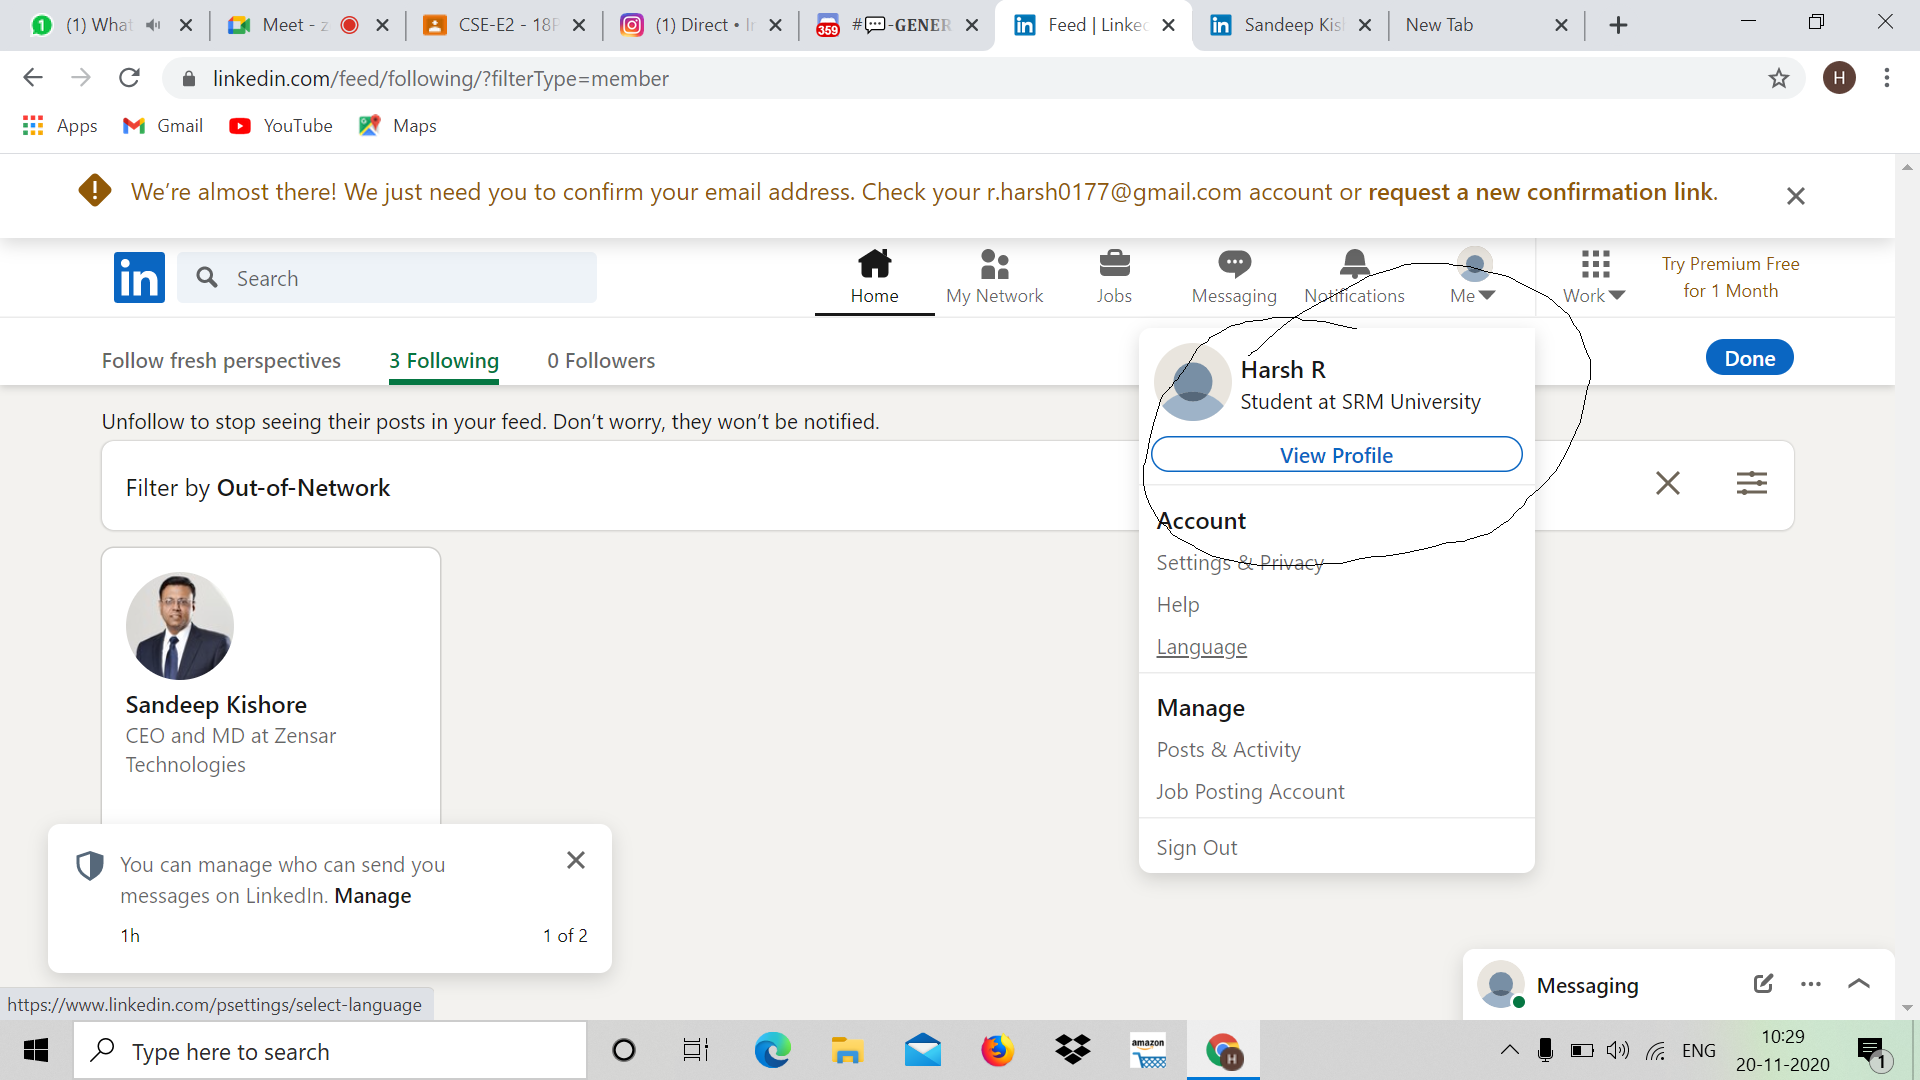 (1) What
Meet - z
CSE-E2 - 18P
(1) Direct • In
359
#💬-GENER
Feed | Linke
Sandeep Kis
New Tab
linkedin.com/feed/following/?filterType=member
H
Apps
Gmail
YouTube
Maps
We're almost there! We just need you to confirm your email address. Check your r.harsh0177@gmail.com account or request a new confirmation link.
in
Search
Home
My Network
Jobs
Messaging
Notifications
Me
Work
Try Premium Free
for 1 Month
Follow fresh perspectives
3 Following
0 Followers
Done
Harsh R
Student at SRM University
View Profile
Unfollow to stop seeing their posts in your feed. Don't worry, they won't be notified.
Filter by Out-of-Network
Account
Settings & Privacy
Help
Language
Manage
Posts & Activity
Job Posting Account
Sign Out
Sandeep Kishore
CEO and MD at Zensar
Technologies
You can manage who can send you
messages on LinkedIn. Manage
1h
1 of 2
Messaging
https://www.linkedin.com/psettings/select-language
Type here to search
amazon
H
ENG
10:29
20-11-2020
1